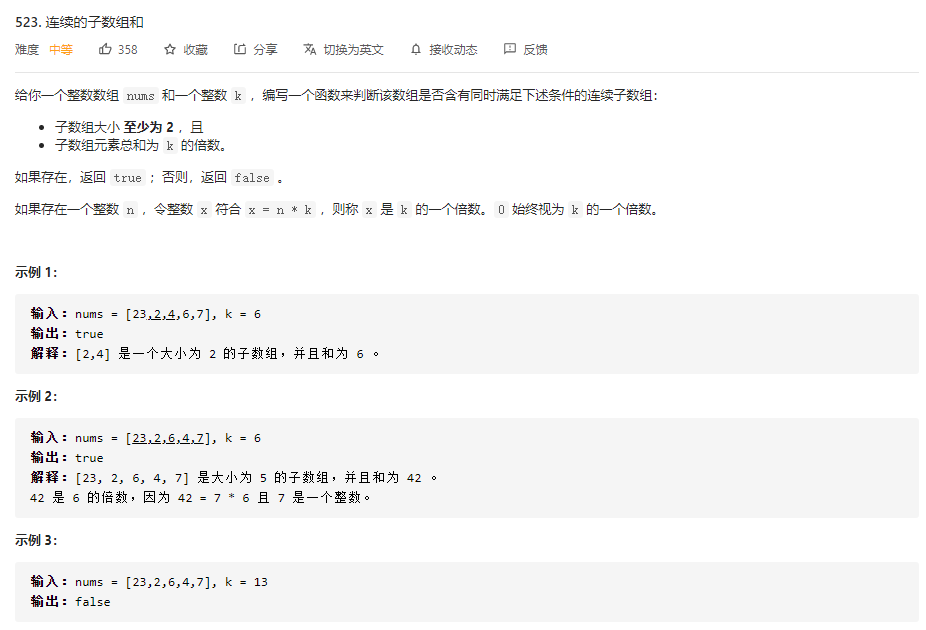 523. 连续的子数组和
难度 中等 358 收藏 分享 切换为英文 接收动态 反馈
给你一个整数数组 nums 和一个整数 k ，编写一个函数来判断该数组是否含有同时满足下述条件的连续子数组：
子数组大小 至少为 2 ，且
子数组元素总和为 k 的倍数。
如果存在，返回 true ；否则，返回 false 。
如果存在一个整数 n ，令整数 x 符合 x = n * k ，则称 x 是 k 的一个倍数。0 始终视为 k 的一个倍数。
示例 1：
输入：nums = [23,2,4,6,7], k = 6
输出：true
解释：[2,4] 是一个大小为 2 的子数组，并且和为 6 。
示例 2：
输入：nums = [23,2,6,4,7], k = 6
输出：true
解释：[23, 2, 6, 4, 7] 是大小为 5 的子数组，并且和为 42 。
42 是 6 的倍数，因为 42 = 7 * 6 且 7 是一个整数。
示例 3：
输入：nums = [23,2,6,4,7], k = 13
输出：false